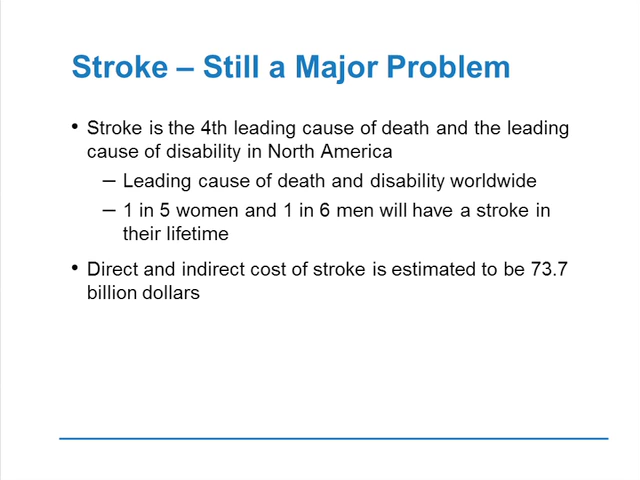 Stroke – Still a Major Problem
• Stroke is the 4th leading cause of death and the leading
cause of disability in North America
– Leading cause of death and disability worldwide
– 1 in 5 women and 1 in 6 men will have a stroke in
their lifetime
• Direct and indirect cost of stroke is estimated to be 73.7
billion dollars